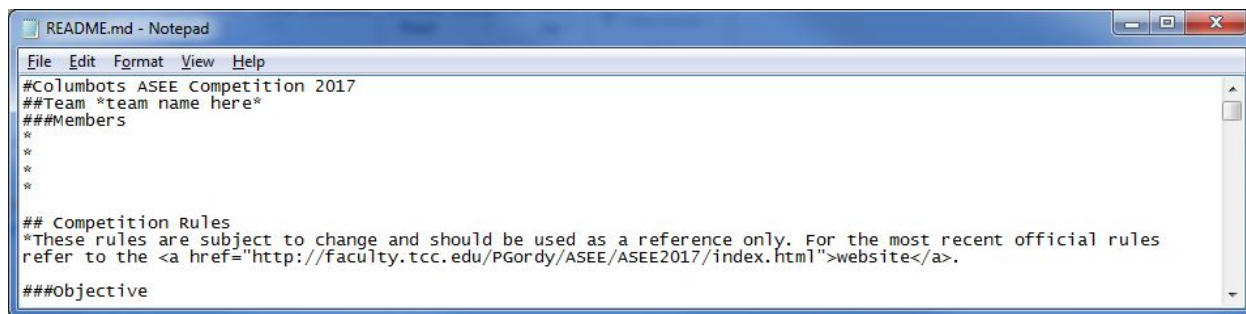 README.md - Notepad
File Edit Format View Help
#Columbots ASEE Competition 2017
##Team *team name here*
###Members
*
*
*
*
## Competition Rules
*These rules are subject to change and should be used as a reference only. For the most recent official rules
refer to the <a href="http://faculty.tcc.edu/PGordy/ASEE/ASEE2017/index.html">website</a>.
###Objective